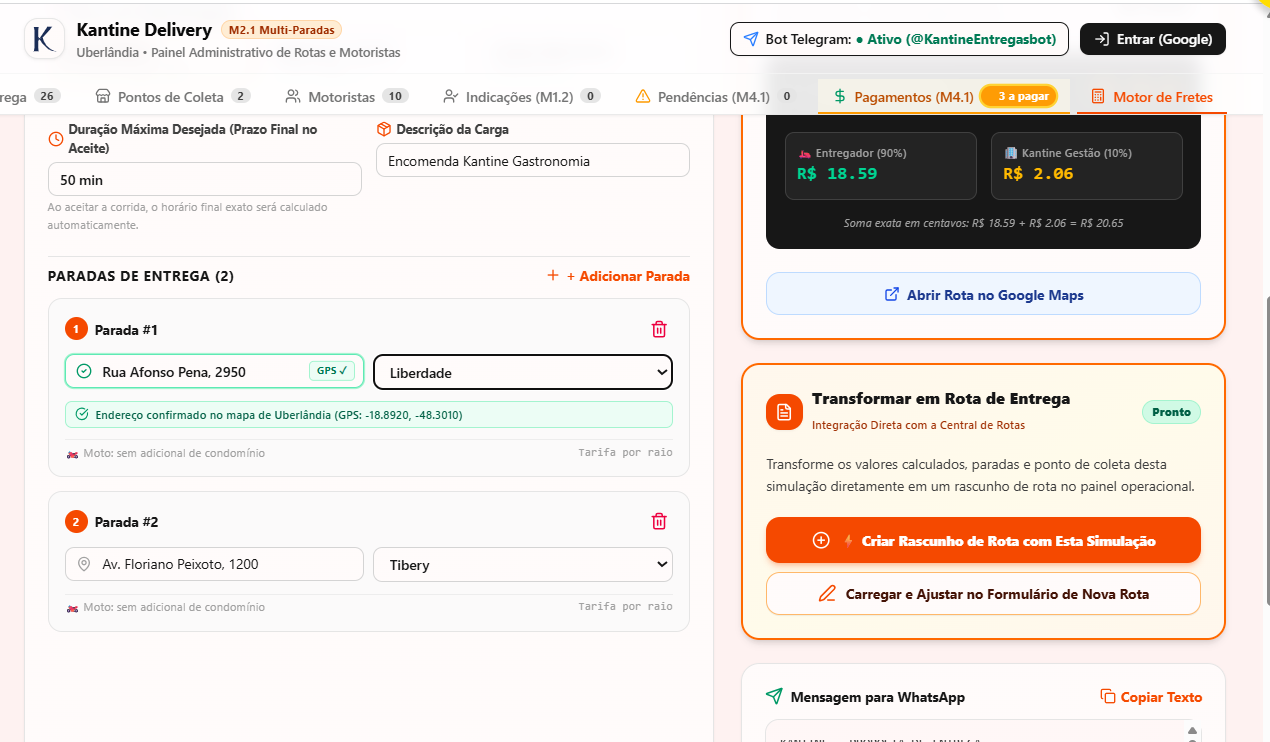 K
Kantine Delivery
M2.1 Multi-Paradas
Uberlândia • Painel Administrativo de Rotas e Motoristas
Bot Telegram: • Ativo (@KantineEntregasbot)
Entrar (Google)
rega 26
Pontos de Coleta 2
Motoristas 10
Indicações (M1.2) 0
Pendências (M4.1) 0
Pagamentos (M4.1) 3 a pagar
Motor de Fretes
Duração Máxima Desejada (Prazo Final no
Aceite)
50 min
Ao aceitar a corrida, o horário final exato será calculado
automaticamente.
Descrição da Carga
Encomenda Kantine Gastronomia
PARADAS DE ENTREGA (2)
+ + Adicionar Parada
1 Parada #1
Rua Afonso Pena, 2950 GPS ✓
Liberdade
Endereço confirmado no mapa de Uberlândia (GPS: -18.8920, -48.3010)
Moto: sem adicional de condomínio
Tarifa por raio
2 Parada #2
Av. Floriano Peixoto, 1200
Tibery
Moto: sem adicional de condomínio
Tarifa por raio
Entregador (90%)
R$ 18.59
Kantine Gestão (10%)
R$ 2.06
Soma exata em centavos: R$ 18.59 + R$ 2.06 = R$ 20.65
Abrir Rota no Google Maps
Transformar em Rota de Entrega
Integração Direta com a Central de Rotas
Pronto
Transforme os valores calculados, paradas e ponto de coleta desta
simulação diretamente em um rascunho de rota no painel operacional.
Criar Rascunho de Rota com Esta Simulação
Carregar e Ajustar no Formulário de Nova Rota
Mensagem para WhatsApp
Copiar Texto